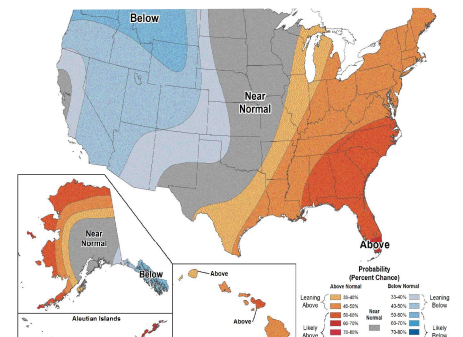 Below
Near
Normal
Above
Near
Normal
Below
Aleutian Islands
Above
Above
Probability
(Percent Chance)
Above Normal
Below Normal
Leaning
Above
Likely
Above
33-40%
40-50%
50-60%
60-70%
70-80%
Near
Normal
33-40%
40-50%
50-60%
60-70%
70-80%
Leaning
Below
Likely
Below